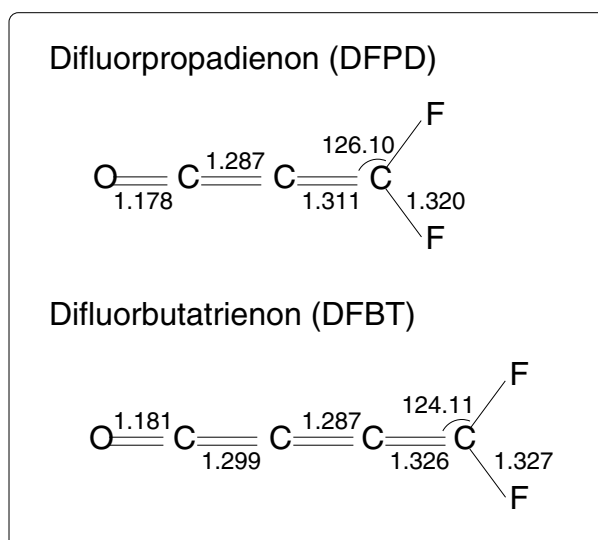 Difluorpropadienon (DFPD)
F
126.10
1.287
O C C C
1.178 1.311 1.320
F
Difluorbutatrienon (DFBT)
F
124.11
1.181 1.287
O C C C C
1.299 1.326 1.327
F